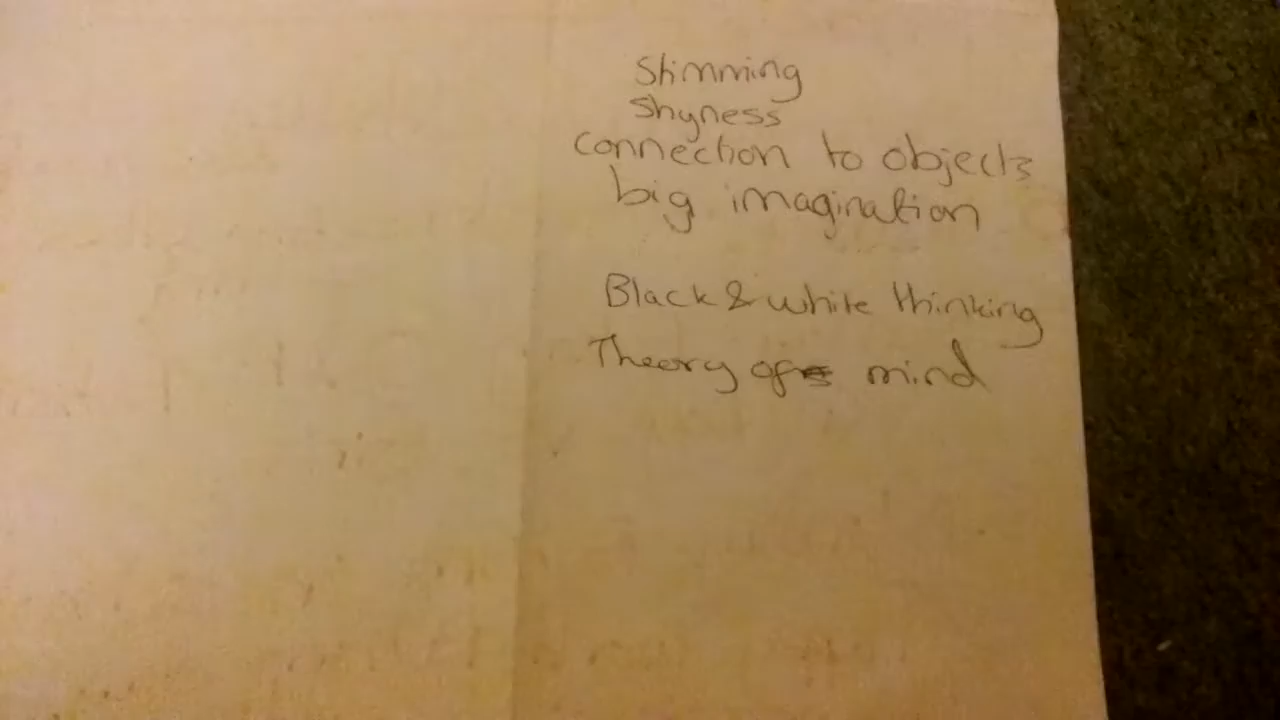 Stimming
Shyness
connection to objects
big imagination
Black & white thinking
Theory of mind